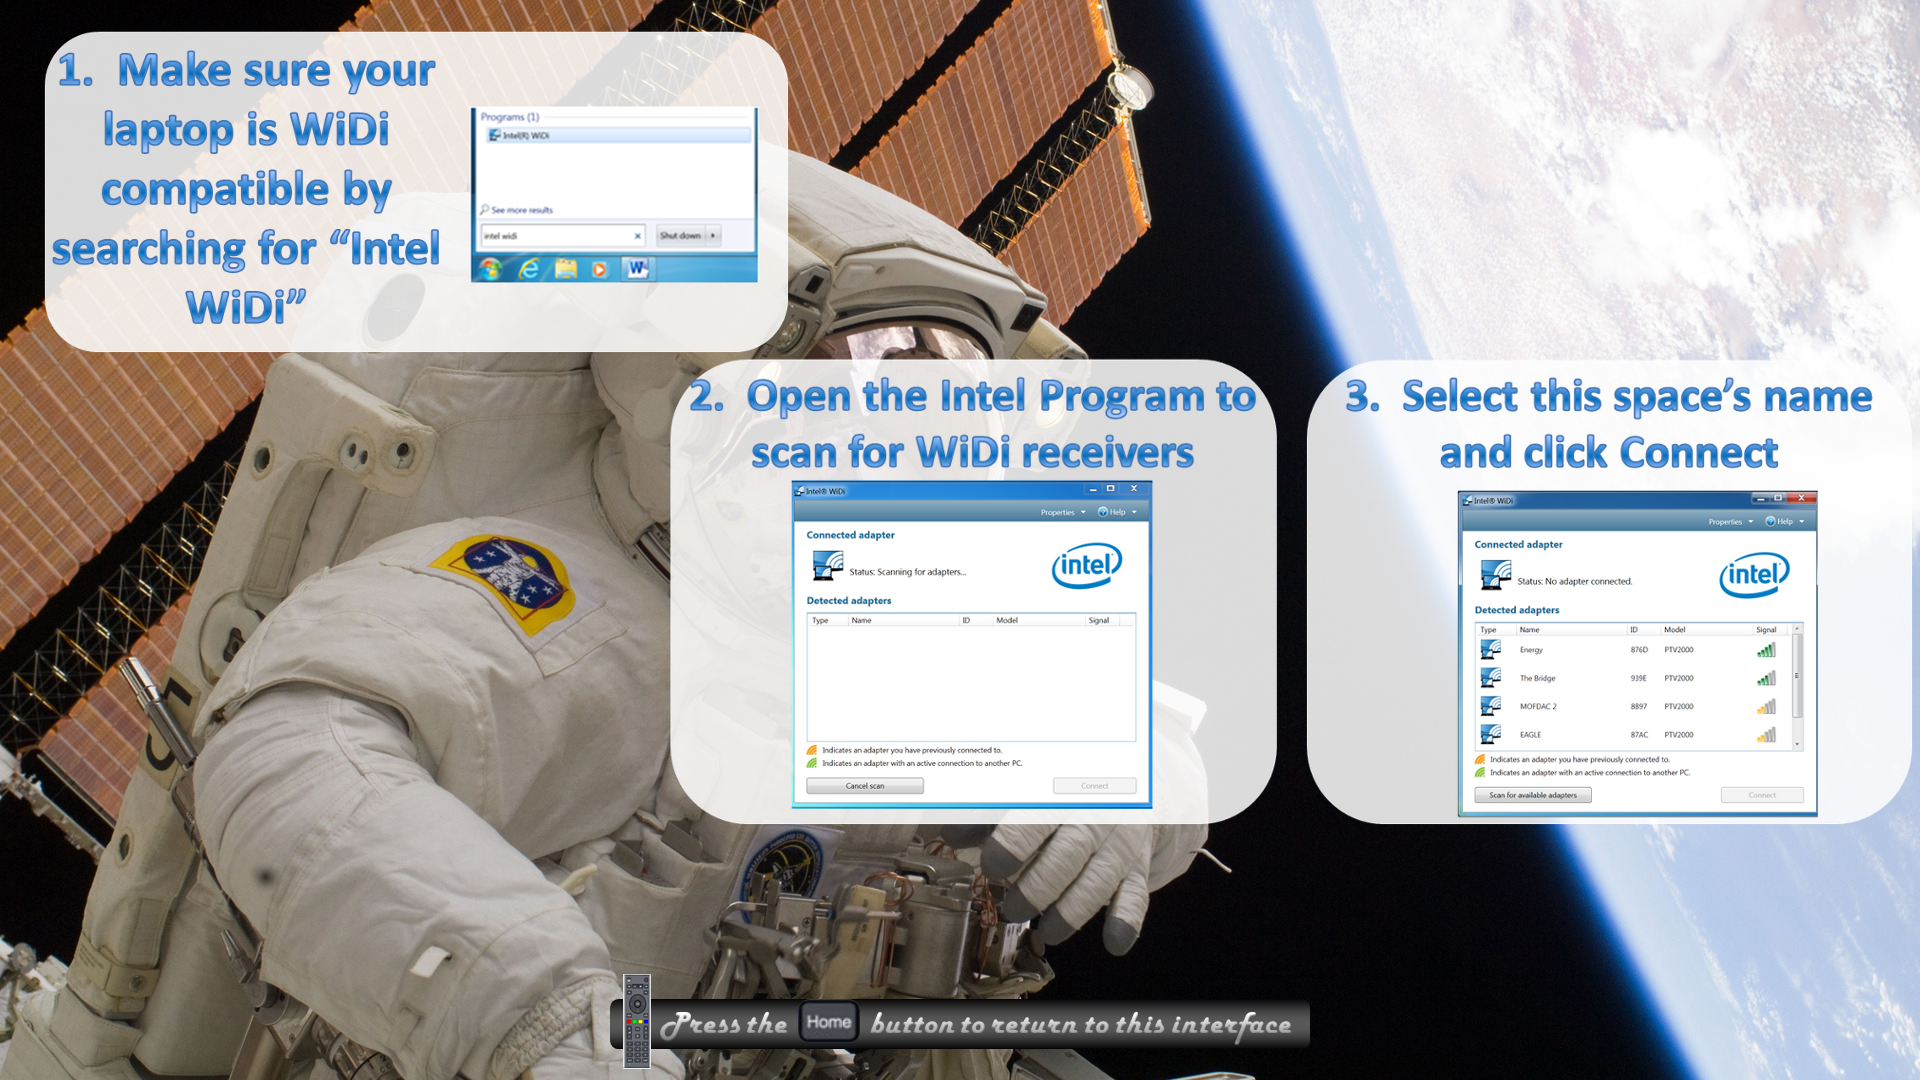 1. Make sure your
laptop is WiDi
compatible by
searching for “Intel
WiDi”
Programs (1)
Intel(R) WiDi
See more results
intel widi
Shut down
2. Open the Intel Program to
scan for WiDi receivers
Intel® WiDi
Properties Help
Connected adapter
Status: Scanning for adapters...
intel
Detected adapters
Type Name ID Model Signal
Indicates an adapter you have previously connected to.
Indicates an adapter with an active connection to another PC.
Cancel scan Connect
3. Select this space’s name
and click Connect
Intel® WiDi
Properties Help
Connected adapter
Status: No adapter connected.
intel
Detected adapters
Type Name ID Model Signal
Energy 876D PTV2000
The Bridge 939E PTV2000
MOFDAC 2 8B97 PTV2000
EAGLE 87AC PTV2000
Indicates an adapter you have previously connected to.
Indicates an adapter with an active connection to another PC.
Scan for available adapters Connect
Press the Home button to return to this interface